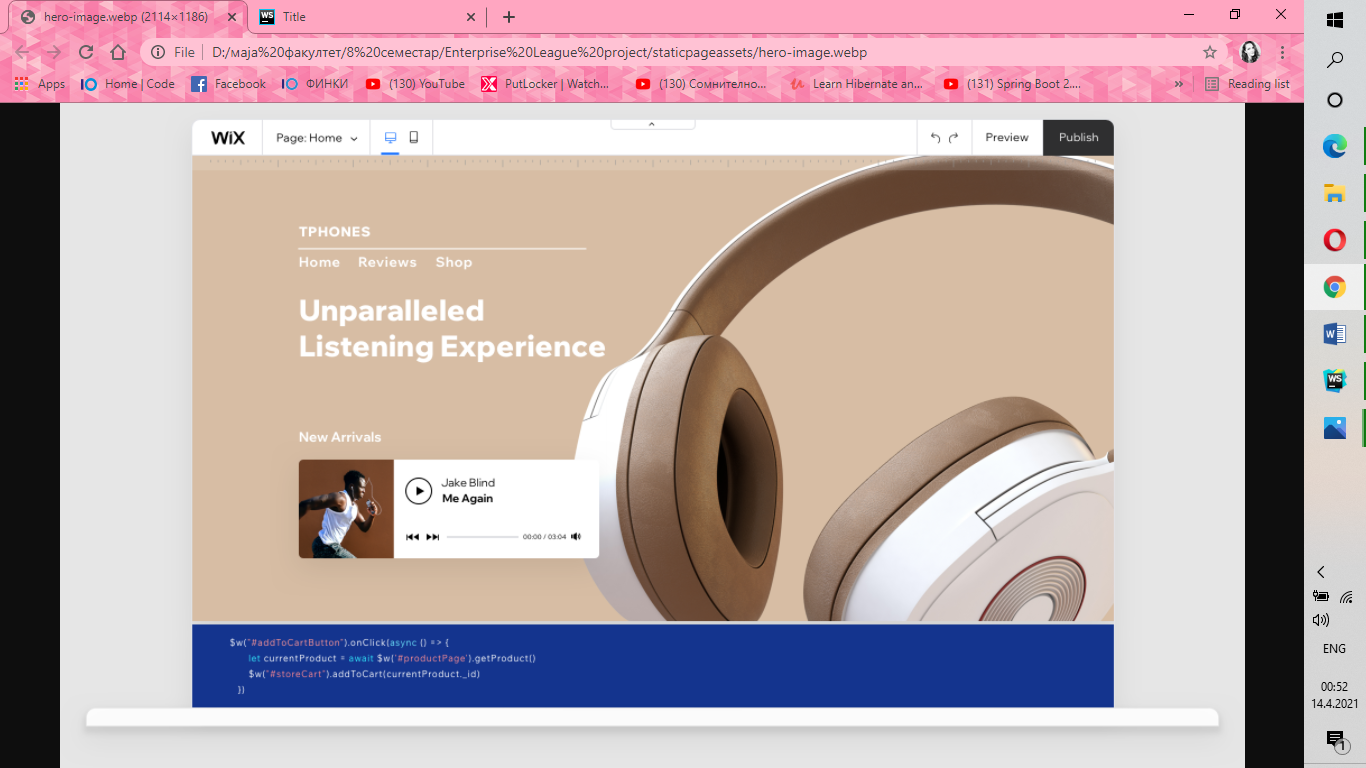 hero-image.webp (2114×1186)
Title
File
D:/маја%20факултет/8%20семестар/Enterprise%20League%20project/staticpageassets/hero-image.webp
Apps
Home | Code
Facebook
ФИНКИ
(130) YouTube
PutLocker | Watch...
(130) Сомнително...
Learn Hibernate an...
(131) Spring Boot 2....
»
Reading list
WiX
Page: Home
Preview
Publish
TPHONES
Home Reviews Shop
Unparalleled
Listening Experience
New Arrivals
Jake Blind
Me Again
00:00 / 03:04
$w("#addToCartButton").onClick(async () => {
let currentProduct = await $w('#productPage').getProduct()
$w("#storeCart").addToCart(currentProduct._id)
})
WS
W
WS
ENG
00:52
14.4.2021
1